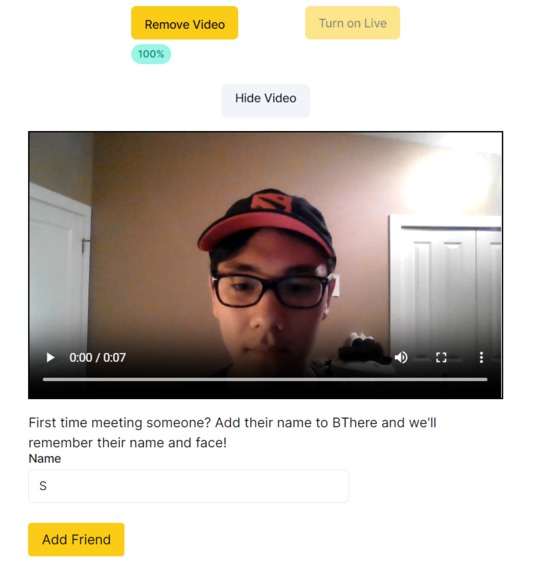 Remove Video
Turn on Live
100%
Hide Video
0:00 / 0:07
First time meeting someone? Add their name to BThere and we'll
remember their name and face!
Name
S
Add Friend